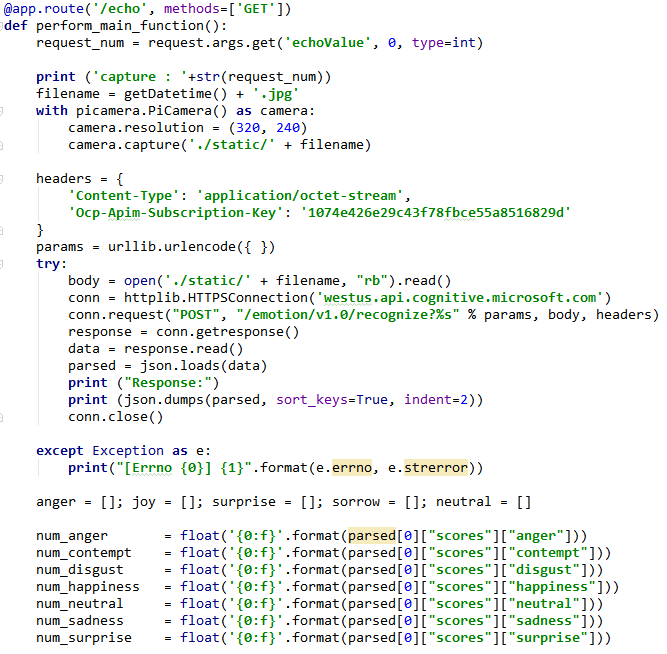 @app.route('/echo', methods=['GET'])
def perform_main_function():
    request_num = request.args.get('echoValue', 0, type=int)

    print ('capture : '+str(request_num))
    filename = getDatetime() + '.jpg'
    with picamera.PiCamera() as camera:
        camera.resolution = (320, 240)
        camera.capture('./static/' + filename)

    headers = {
        'Content-Type': 'application/octet-stream',
        'Ocp-Apim-Subscription-Key': '1074e426e29c43f78fbce55a8516829d'
    }
    params = urllib.urlencode({ })
    try:
        body = open('./static/' + filename, "rb").read()
        conn = httplib.HTTPSConnection('westus.api.cognitive.microsoft.com')
        conn.request("POST", "/emotion/v1.0/recognize?%s" % params, body, headers)
        response = conn.getresponse()
        data = response.read()
        parsed = json.loads(data)
        print ("Response:")
        print (json.dumps(parsed, sort_keys=True, indent=2))
        conn.close()

    except Exception as e:
        print("[Errno {0}] {1}".format(e.errno, e.strerror))

    anger = []; joy = []; surprise = []; sorrow = []; neutral = []

    num_anger       = float('{0:f}'.format(parsed[0]["scores"]["anger"]))
    num_contempt    = float('{0:f}'.format(parsed[0]["scores"]["contempt"]))
    num_disgust     = float('{0:f}'.format(parsed[0]["scores"]["disgust"]))
    num_happiness   = float('{0:f}'.format(parsed[0]["scores"]["happiness"]))
    num_neutral     = float('{0:f}'.format(parsed[0]["scores"]["neutral"]))
    num_sadness     = float('{0:f}'.format(parsed[0]["scores"]["sadness"]))
    num_surprise    = float('{0:f}'.format(parsed[0]["scores"]["surprise"]))